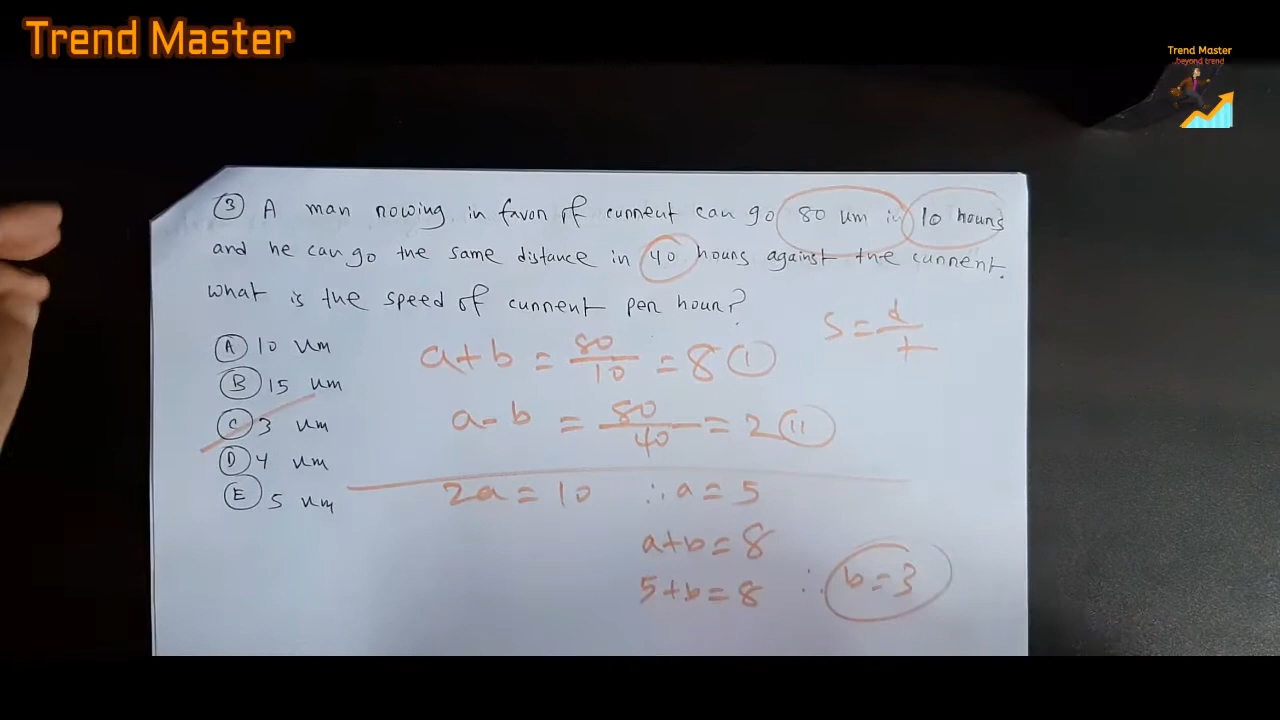 Trend Master
Trend Master
..beyond trend
③ A man rowing in favor of current can go 80 km in 10 hours
and he can go the same distance in 40 hours against the current.
What is the speed of current per hour?
S = d/t
Ⓐ 10 km
Ⓑ 15 km
Ⓒ 3 km
Ⓓ 4 km
Ⓔ 5 km
a+b = 80/10 = 8 ①
a-b = 80/40 = 2 ⑪
2a = 10 ∴ a = 5
a+b = 8
5+b = 8 ∴ b = 3